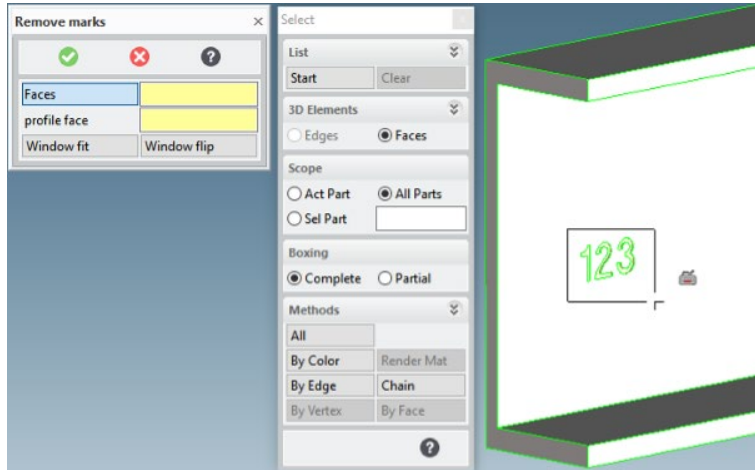 Remove marks
Faces
profile face
Window fit Window flip
Select
List
Start Clear
3D Elements
Edges Faces
Scope
Act Part All Parts
Sel Part
Boxing
Complete Partial
Methods
All
By Color Render Mat
By Edge Chain
By Vertex By Face
123